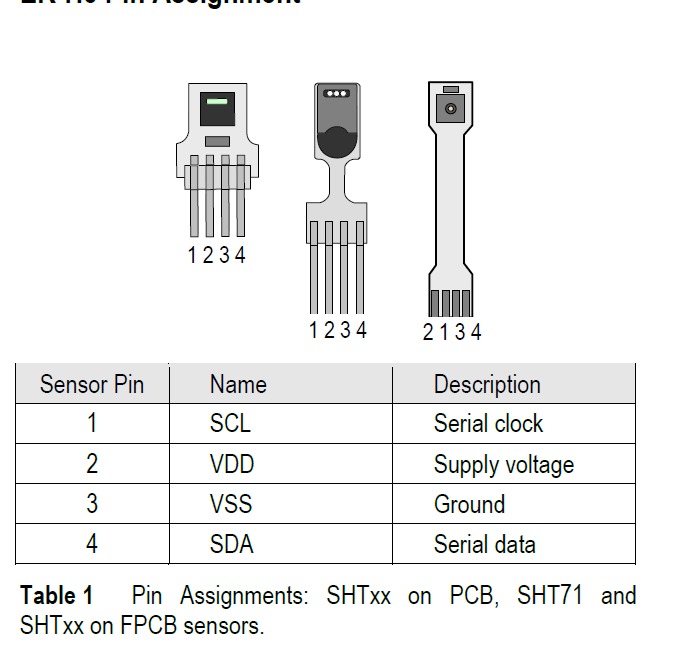 Pin Assignment
1 2 3 4
1 2 3 4
2 1 3 4
Sensor Pin Name Description
1 SCL Serial clock
2 VDD Supply voltage
3 VSS Ground
4 SDA Serial data
Table 1 Pin Assignments: SHTxx on PCB, SHT71 and
SHTxx on FPCB sensors.